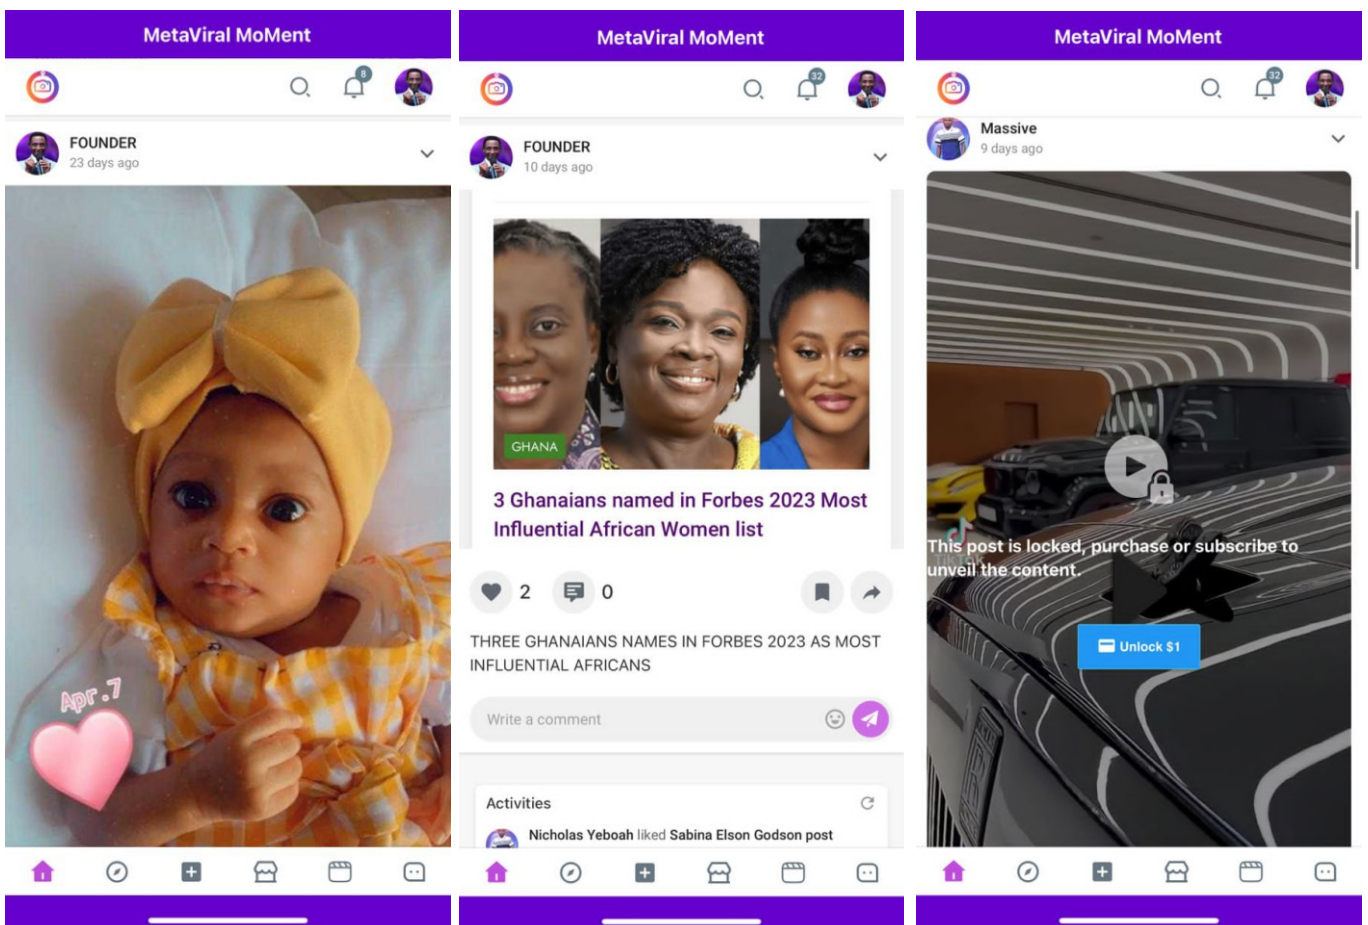 MetaViral MoMent
8
FOUNDER
23 days ago
Apr.7
MetaViral MoMent
32
FOUNDER
10 days ago
GHANA
3 Ghanaians named in Forbes 2023 Most
Influential African Women list
2
0
THREE GHANAIANS NAMES IN FORBES 2023 AS MOST
INFLUENTIAL AFRICANS
Write a comment
Activities
Nicholas Yeboah liked Sabina Elson Godson post
MetaViral MoMent
32
Massive
9 days ago
This post is locked, purchase or subscribe to
unveil the content.
Unlock $1